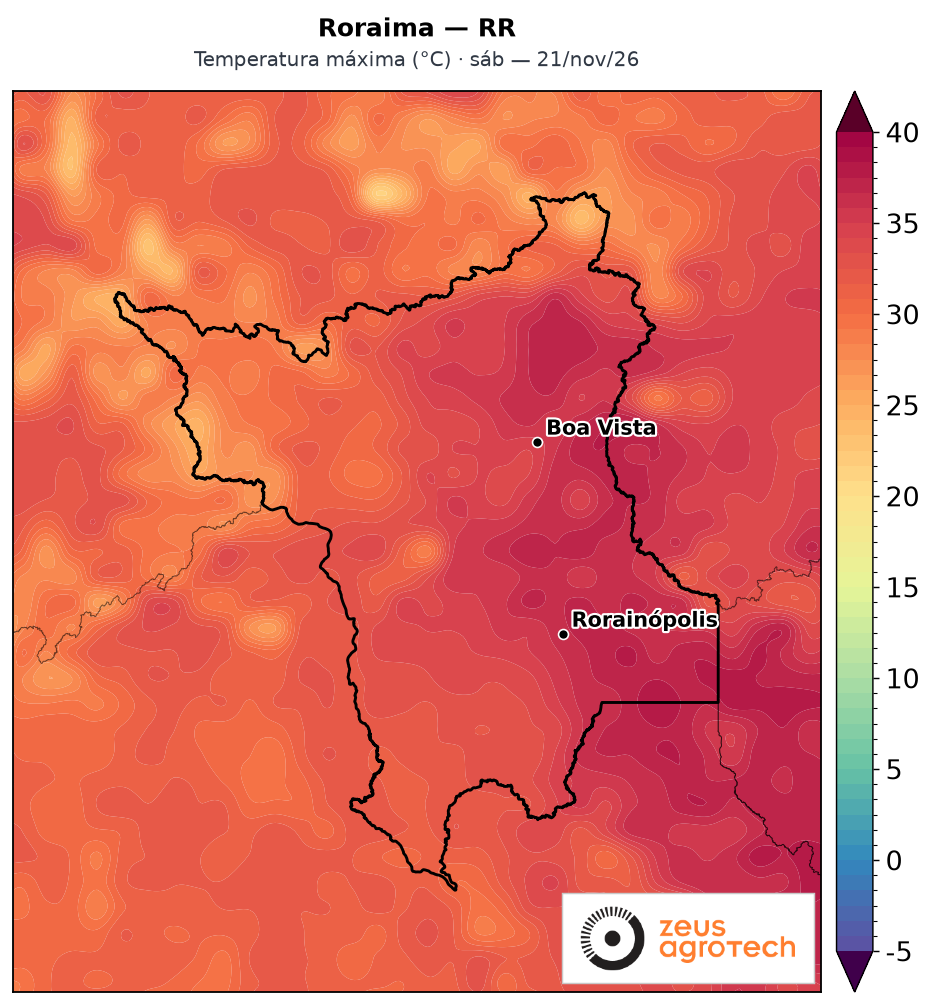 Roraima — RR
Temperatura máxima (°C) · sáb — 21/nov/26
40
35
30
25
20
15
10
5
0
-5
Boa Vista
Rorainópolis
zeus
agrotech